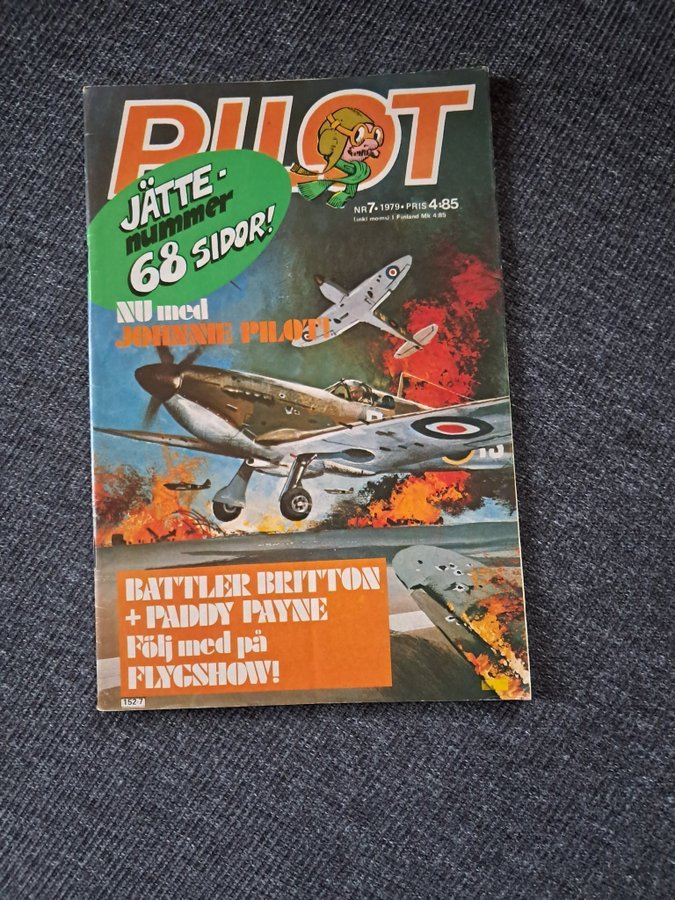 PILOT
JÄTTE-
nummer
68 SIDOR!
NR 7 • 1979 • PRIS 4:85
(inkl moms) I Finland Mk 4:85
NU med
JOHNNIE PILOT!
BATTLER BRITTON
+ PADDY PAYNE
Följ med på
FLYGSHOW!
152-7